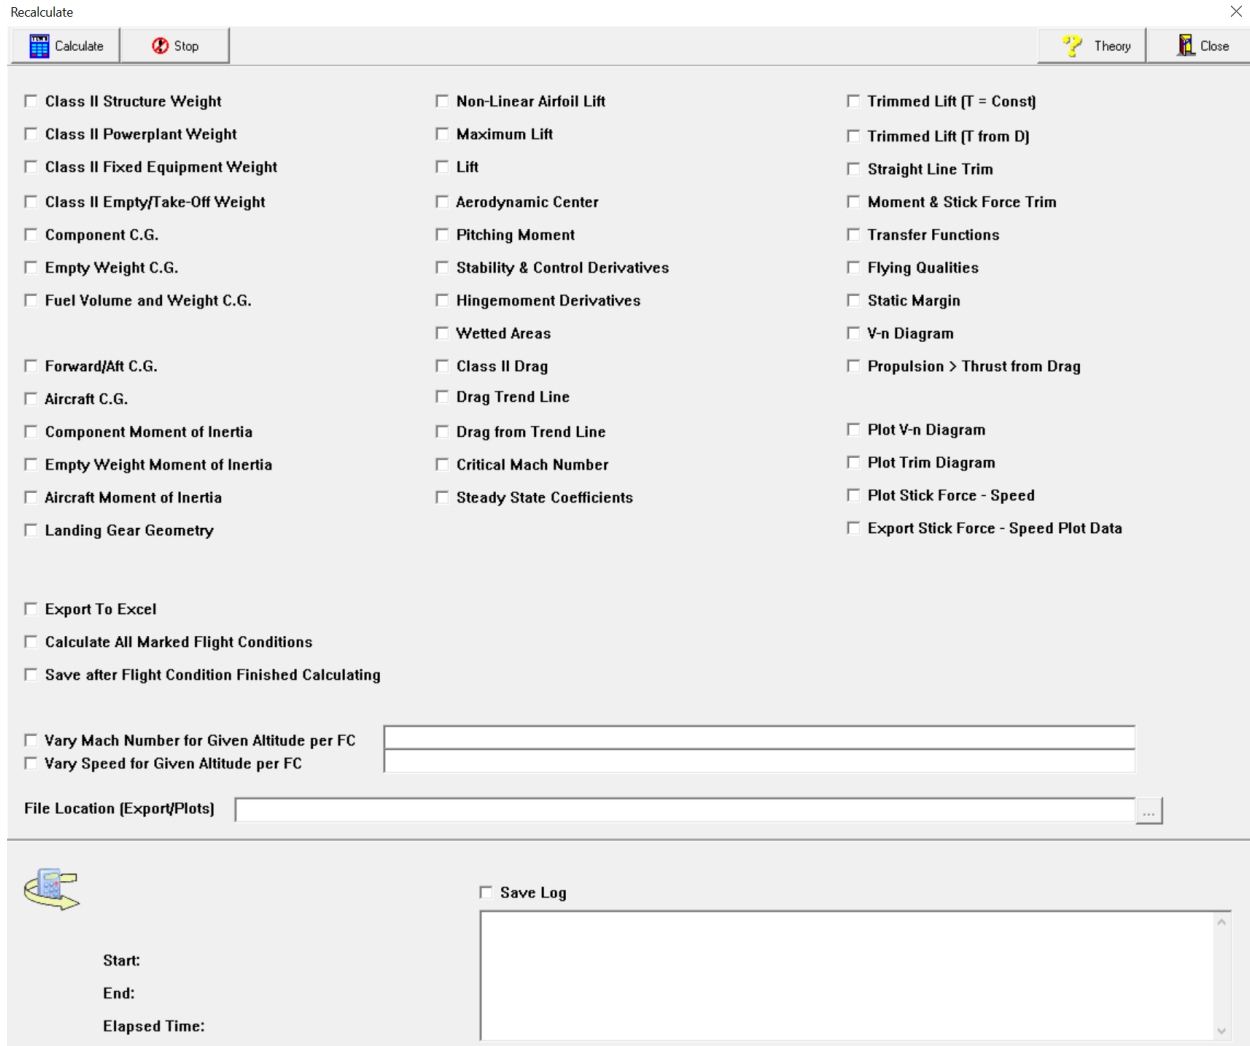 Recalculate
Calculate
Stop
Theory
Close
Class II Structure Weight
Class II Powerplant Weight
Class II Fixed Equipment Weight
Class II Empty/Take-Off Weight
Component C.G.
Empty Weight C.G.
Fuel Volume and Weight C.G.
Forward/Aft C.G.
Aircraft C.G.
Component Moment of Inertia
Empty Weight Moment of Inertia
Aircraft Moment of Inertia
Landing Gear Geometry
Non-Linear Airfoil Lift
Maximum Lift
Lift
Aerodynamic Center
Pitching Moment
Stability & Control Derivatives
Hingemoment Derivatives
Wetted Areas
Class II Drag
Drag Trend Line
Drag from Trend Line
Critical Mach Number
Steady State Coefficients
Trimmed Lift (T = Const)
Trimmed Lift (T from D)
Straight Line Trim
Moment & Stick Force Trim
Transfer Functions
Flying Qualities
Static Margin
V-n Diagram
Propulsion > Thrust from Drag
Plot V-n Diagram
Plot Trim Diagram
Plot Stick Force - Speed
Export Stick Force - Speed Plot Data
Export To Excel
Calculate All Marked Flight Conditions
Save after Flight Condition Finished Calculating
Vary Mach Number for Given Altitude per FC
Vary Speed for Given Altitude per FC
File Location (Export/Plots)
...
Save Log
Start:
End:
Elapsed Time: